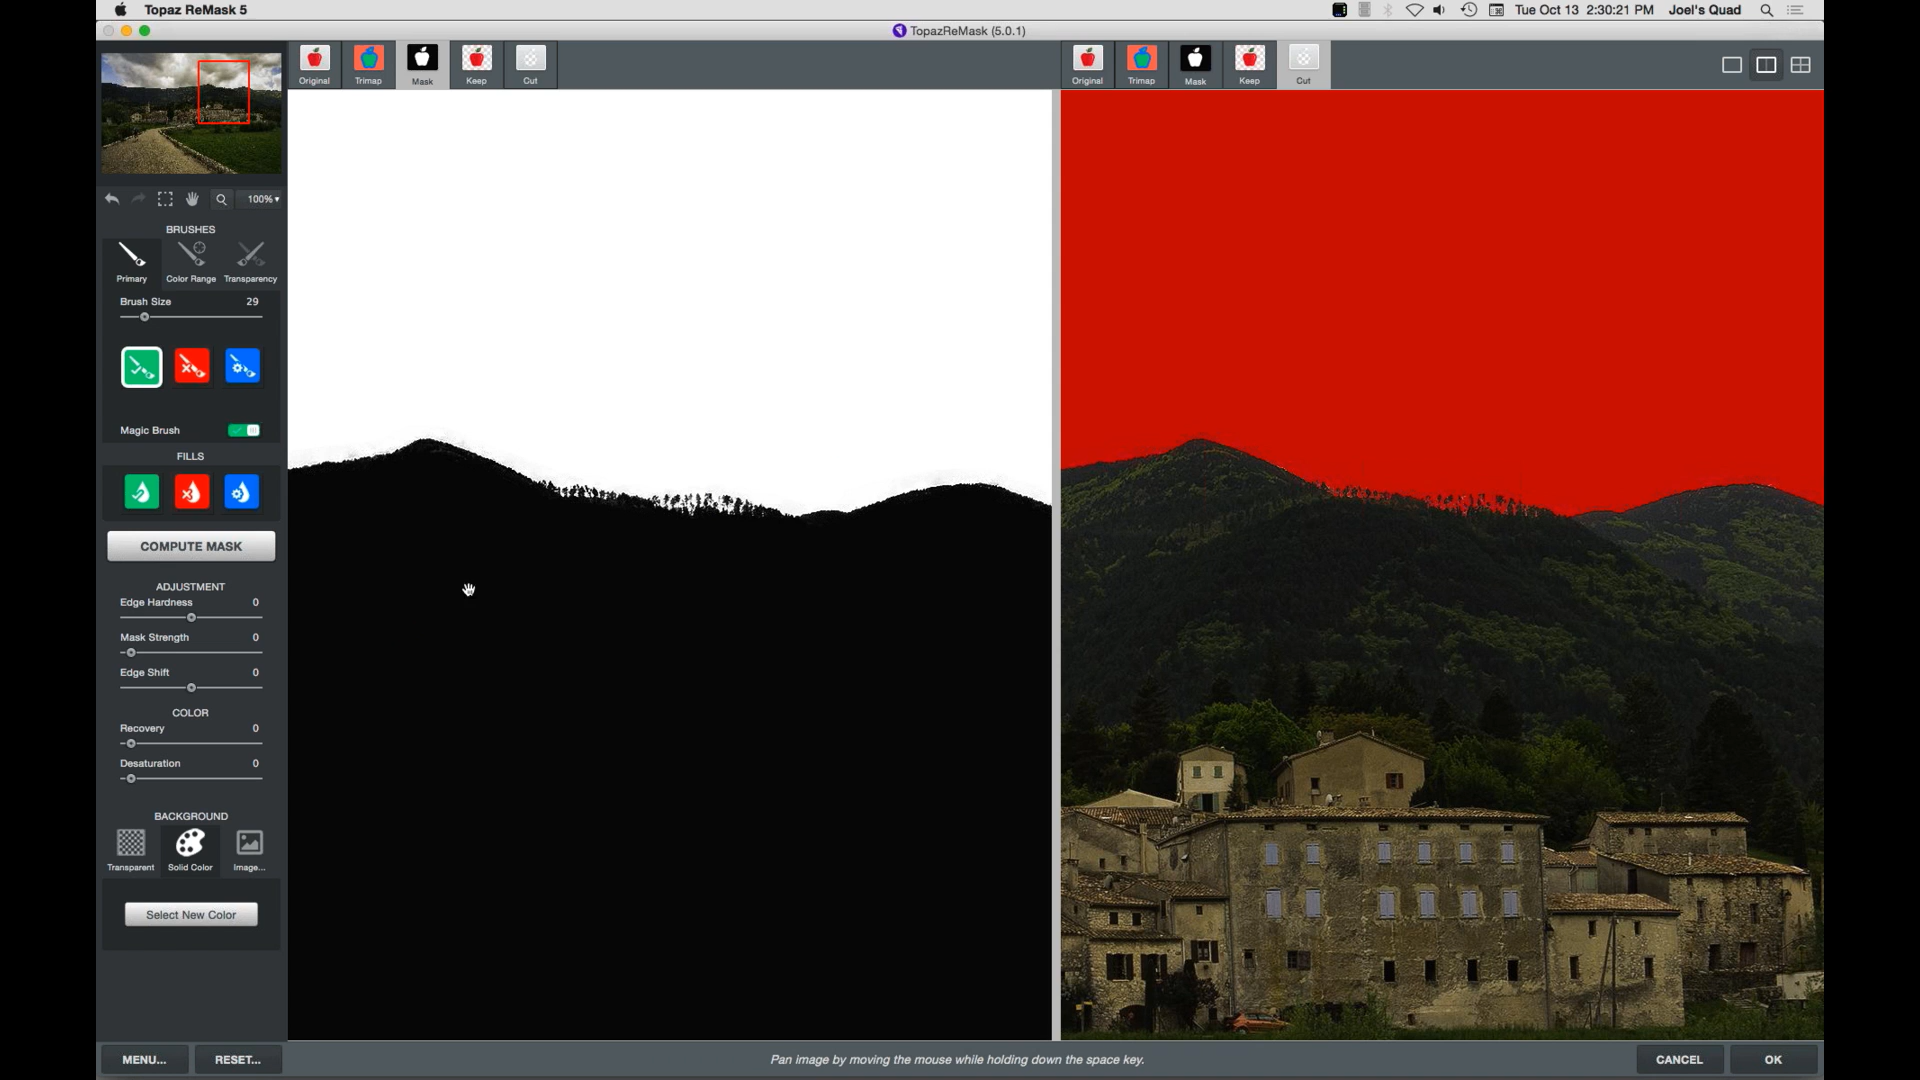 Topaz ReMask 5
Tue Oct 13 2:30:21 PM Joel's Quad
TopazReMask (5.0.1)
Original Trimap Mask Keep Cut
Original Trimap Mask Keep Cut
100%
BRUSHES
Primary Color Range Transparency
Brush Size 29
Magic Brush
FILLS
COMPUTE MASK
ADJUSTMENT
Edge Hardness 0
Mask Strength 0
Edge Shift 0
COLOR
Recovery 0
Desaturation 0
BACKGROUND
Transparent Solid Color Image...
Select New Color
MENU... RESET...
Pan image by moving the mouse while holding down the space key.
CANCEL OK